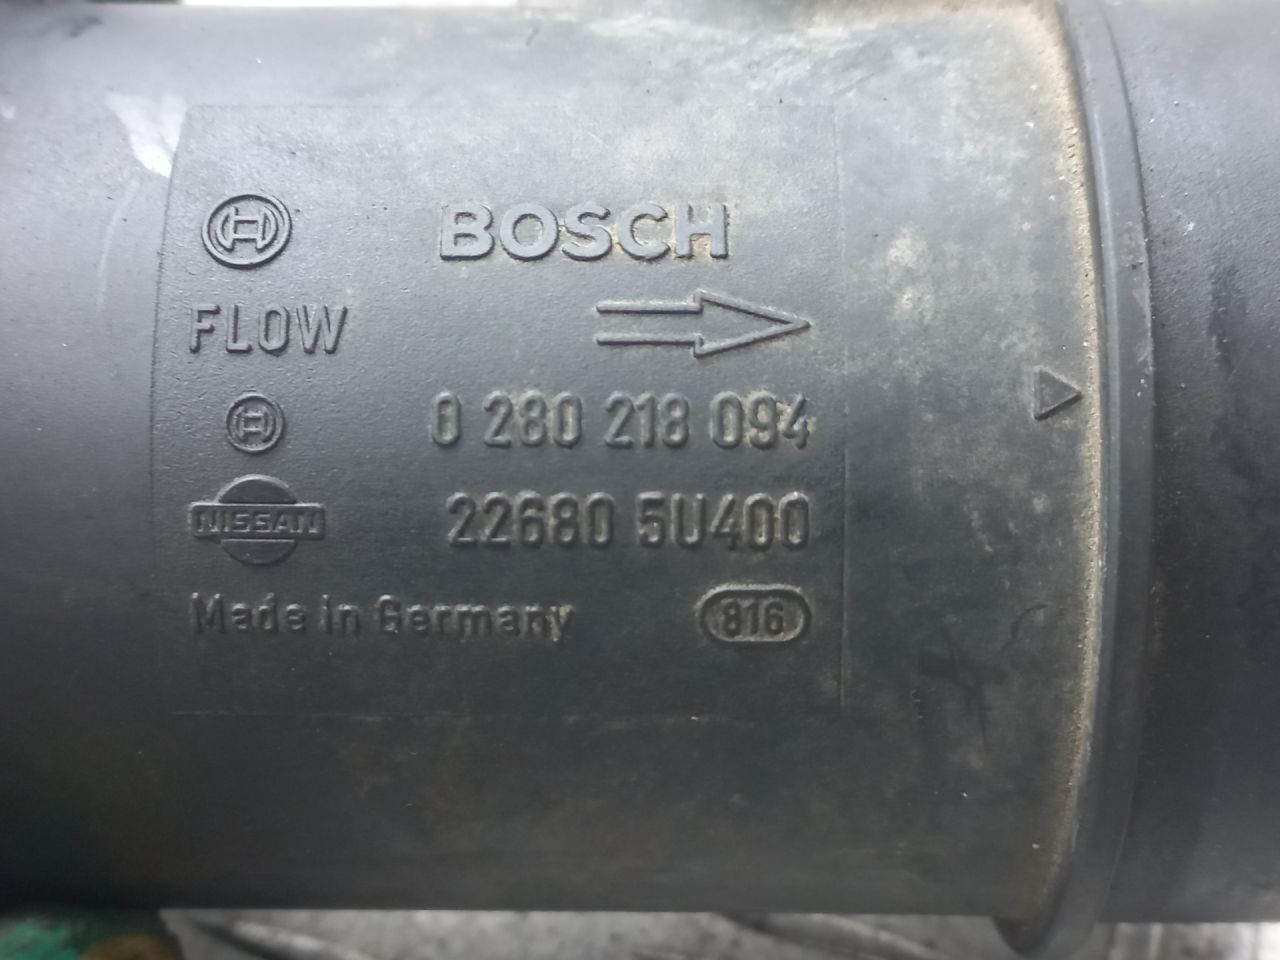 BOSCH
FLOW
0 280 218 094
NISSAN 22680 5U400
Made in Germany 816